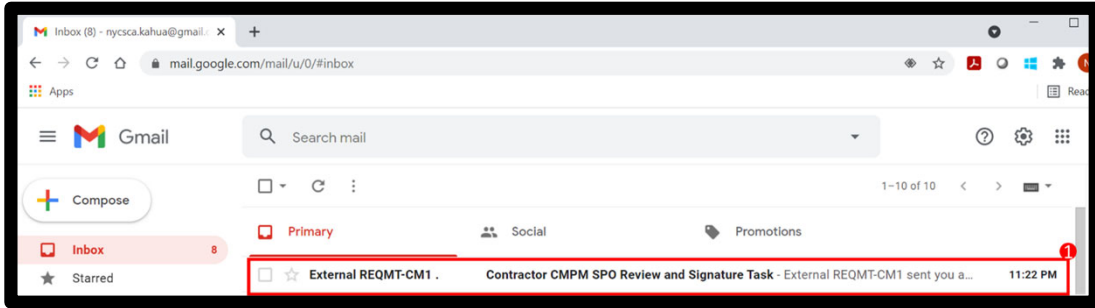 Inbox (8) - nycsca.kahua@gmail.c
mail.google.com/mail/u/0/#inbox
Apps
Read
Gmail
Search mail
Compose
1–10 of 10
Inbox 8
Primary Social Promotions
Starred
1
External REQMT-CM1 . Contractor CMPM SPO Review and Signature Task - External REQMT-CM1 sent you a... 11:22 PM